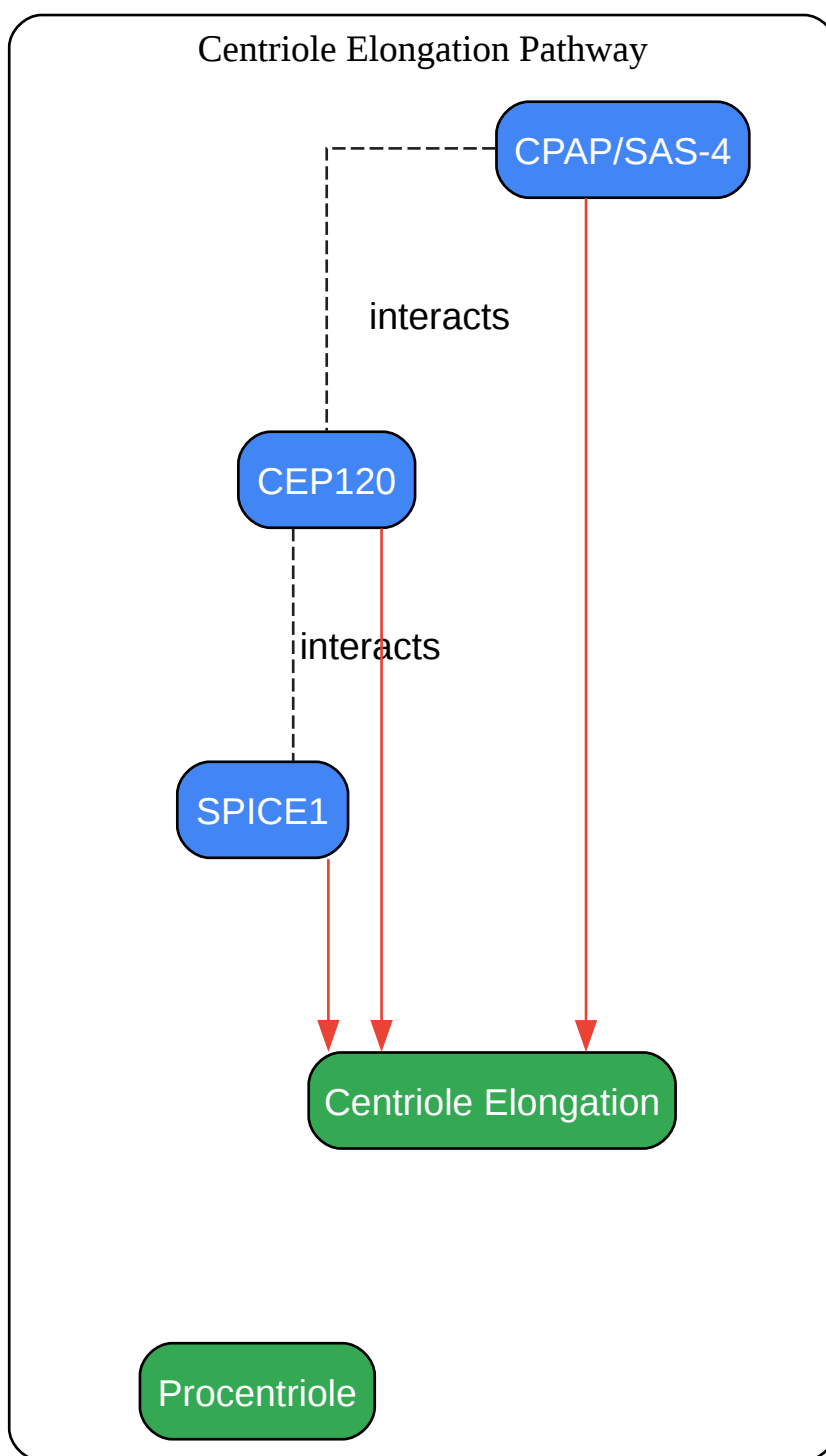 Centriole Elongation Pathway
CPAP/SAS-4
interacts
CEP120
interacts
SPICE1
Centriole Elongation
Procentriole